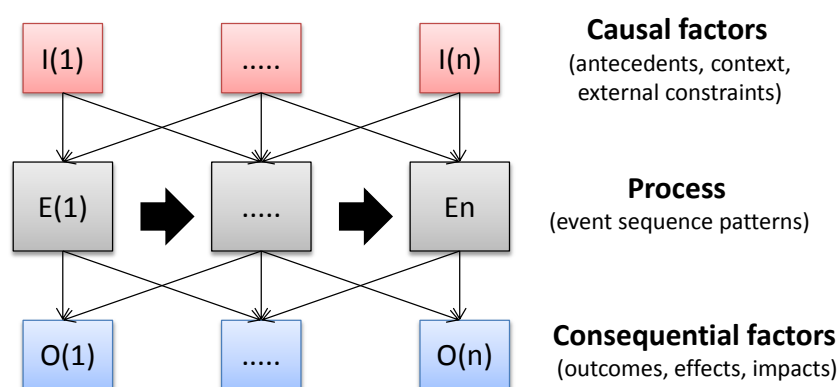 I(1)
.....
I(n)
Causal factors
(antecedents, context,
external constraints)
E(1)
.....
En
Process
(event sequence patterns)
O(1)
.....
O(n)
Consequential factors
(outcomes, effects, impacts)